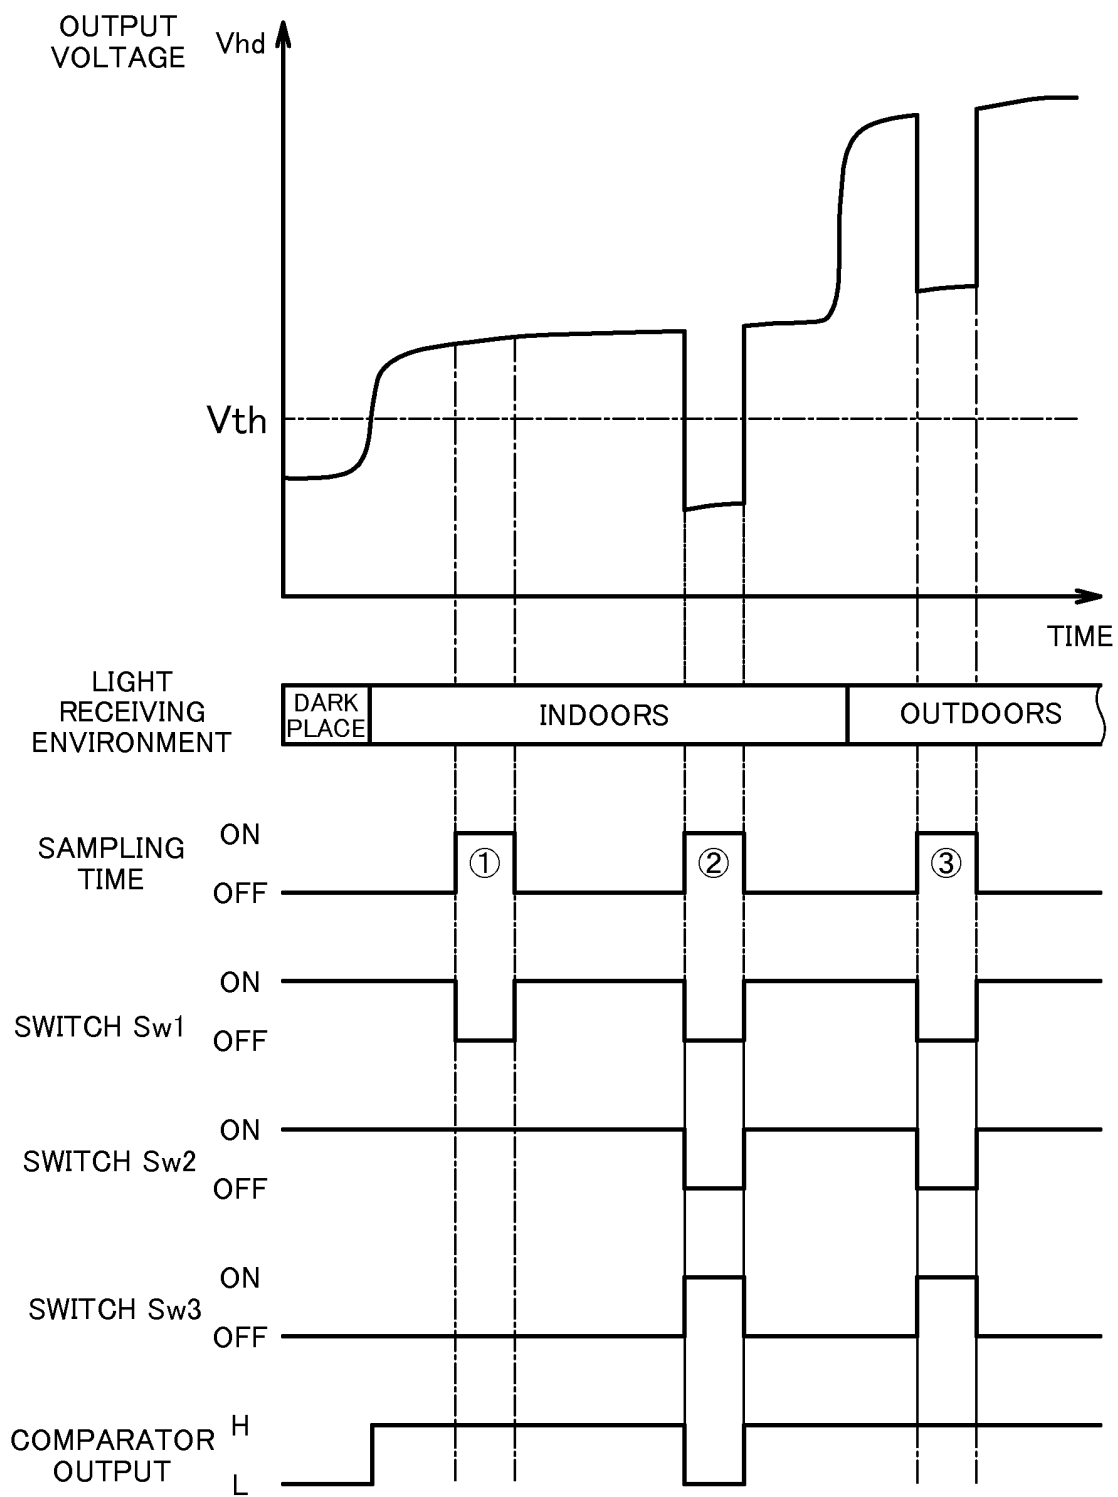 OUTPUT
VOLTAGE
Vhd
Vth
TIME
LIGHT
RECEIVING
ENVIRONMENT
DARK
PLACE
INDOORS
OUTDOORS
SAMPLING
TIME
ON
OFF
①
②
③
SWITCH Sw1
ON
OFF
SWITCH Sw2
ON
OFF
SWITCH Sw3
ON
OFF
COMPARATOR
OUTPUT
H
L